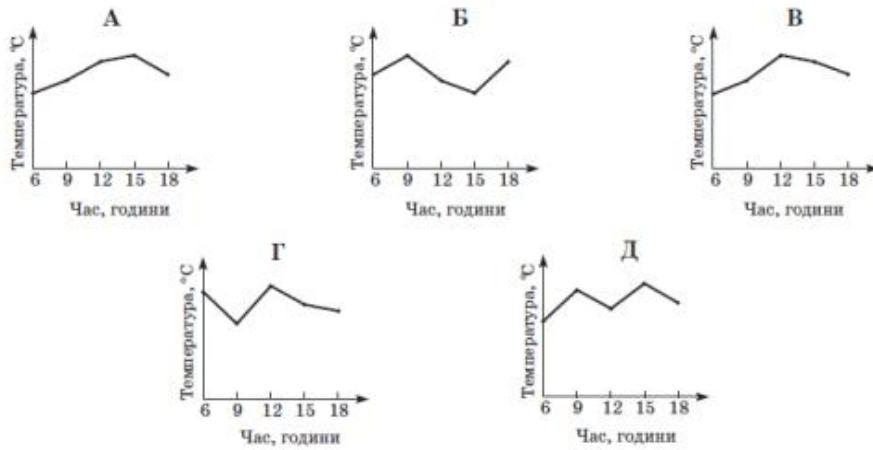 А
Температура, °C
6 9 12 15 18
Час, години
Б
Температура, °C
6 9 12 15 18
Час, години
В
Температура, °C
6 9 12 15 18
Час, години
Г
Температура, °C
6 9 12 15 18
Час, години
Д
Температура, °C
6 9 12 15 18
Час, години